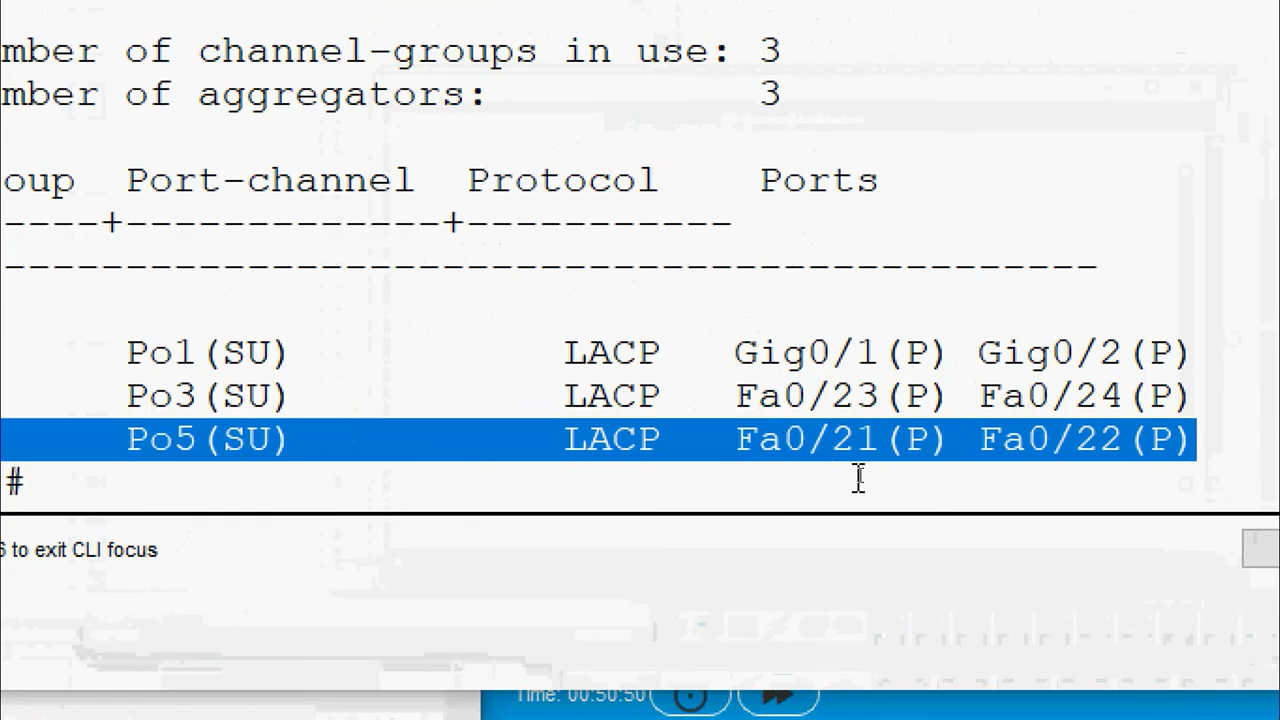 mber of channel-groups in use: 3
mber of aggregators: 3
oup Port-channel Protocol Ports
----+-------------+-----------
---------------------------------------------
Po1(SU) LACP Gig0/1(P) Gig0/2(P)
Po3(SU) LACP Fa0/23(P) Fa0/24(P)
Po5(SU) LACP Fa0/21(P) Fa0/22(P)
#
6 to exit CLI focus
Time: 00:50:50